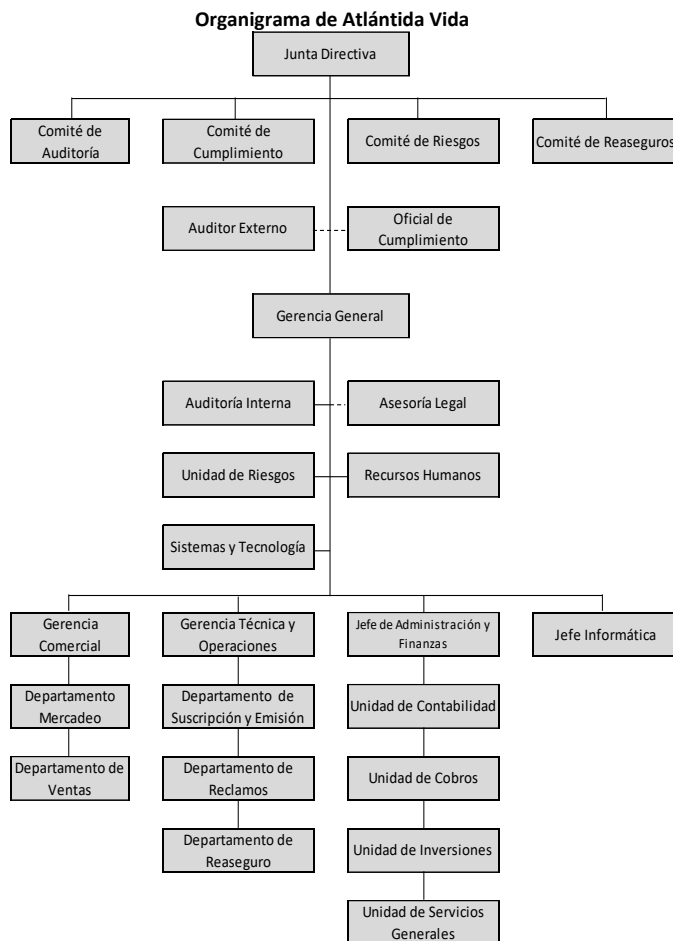 Organigrama de Atlántida Vida
Junta Directiva
Comité de
Auditoría
Comité de
Cumplimiento
Comité de Riesgos
Comité de Reaseguros
Auditor Externo
Oficial de
Cumplimiento
Gerencia General
Auditoría Interna
Asesoría Legal
Unidad de Riesgos
Recursos Humanos
Sistemas y Tecnología
Gerencia
Comercial
Gerencia Técnica y
Operaciones
Jefe de Administración y
Finanzas
Jefe Informática
Departamento
Mercadeo
Departamento de
Suscripción y Emisión
Unidad de Contabilidad
Departamento de
Ventas
Departamento de
Reclamos
Unidad de Cobros
Departamento de
Reaseguro
Unidad de Inversiones
Unidad de Servicios
Generales